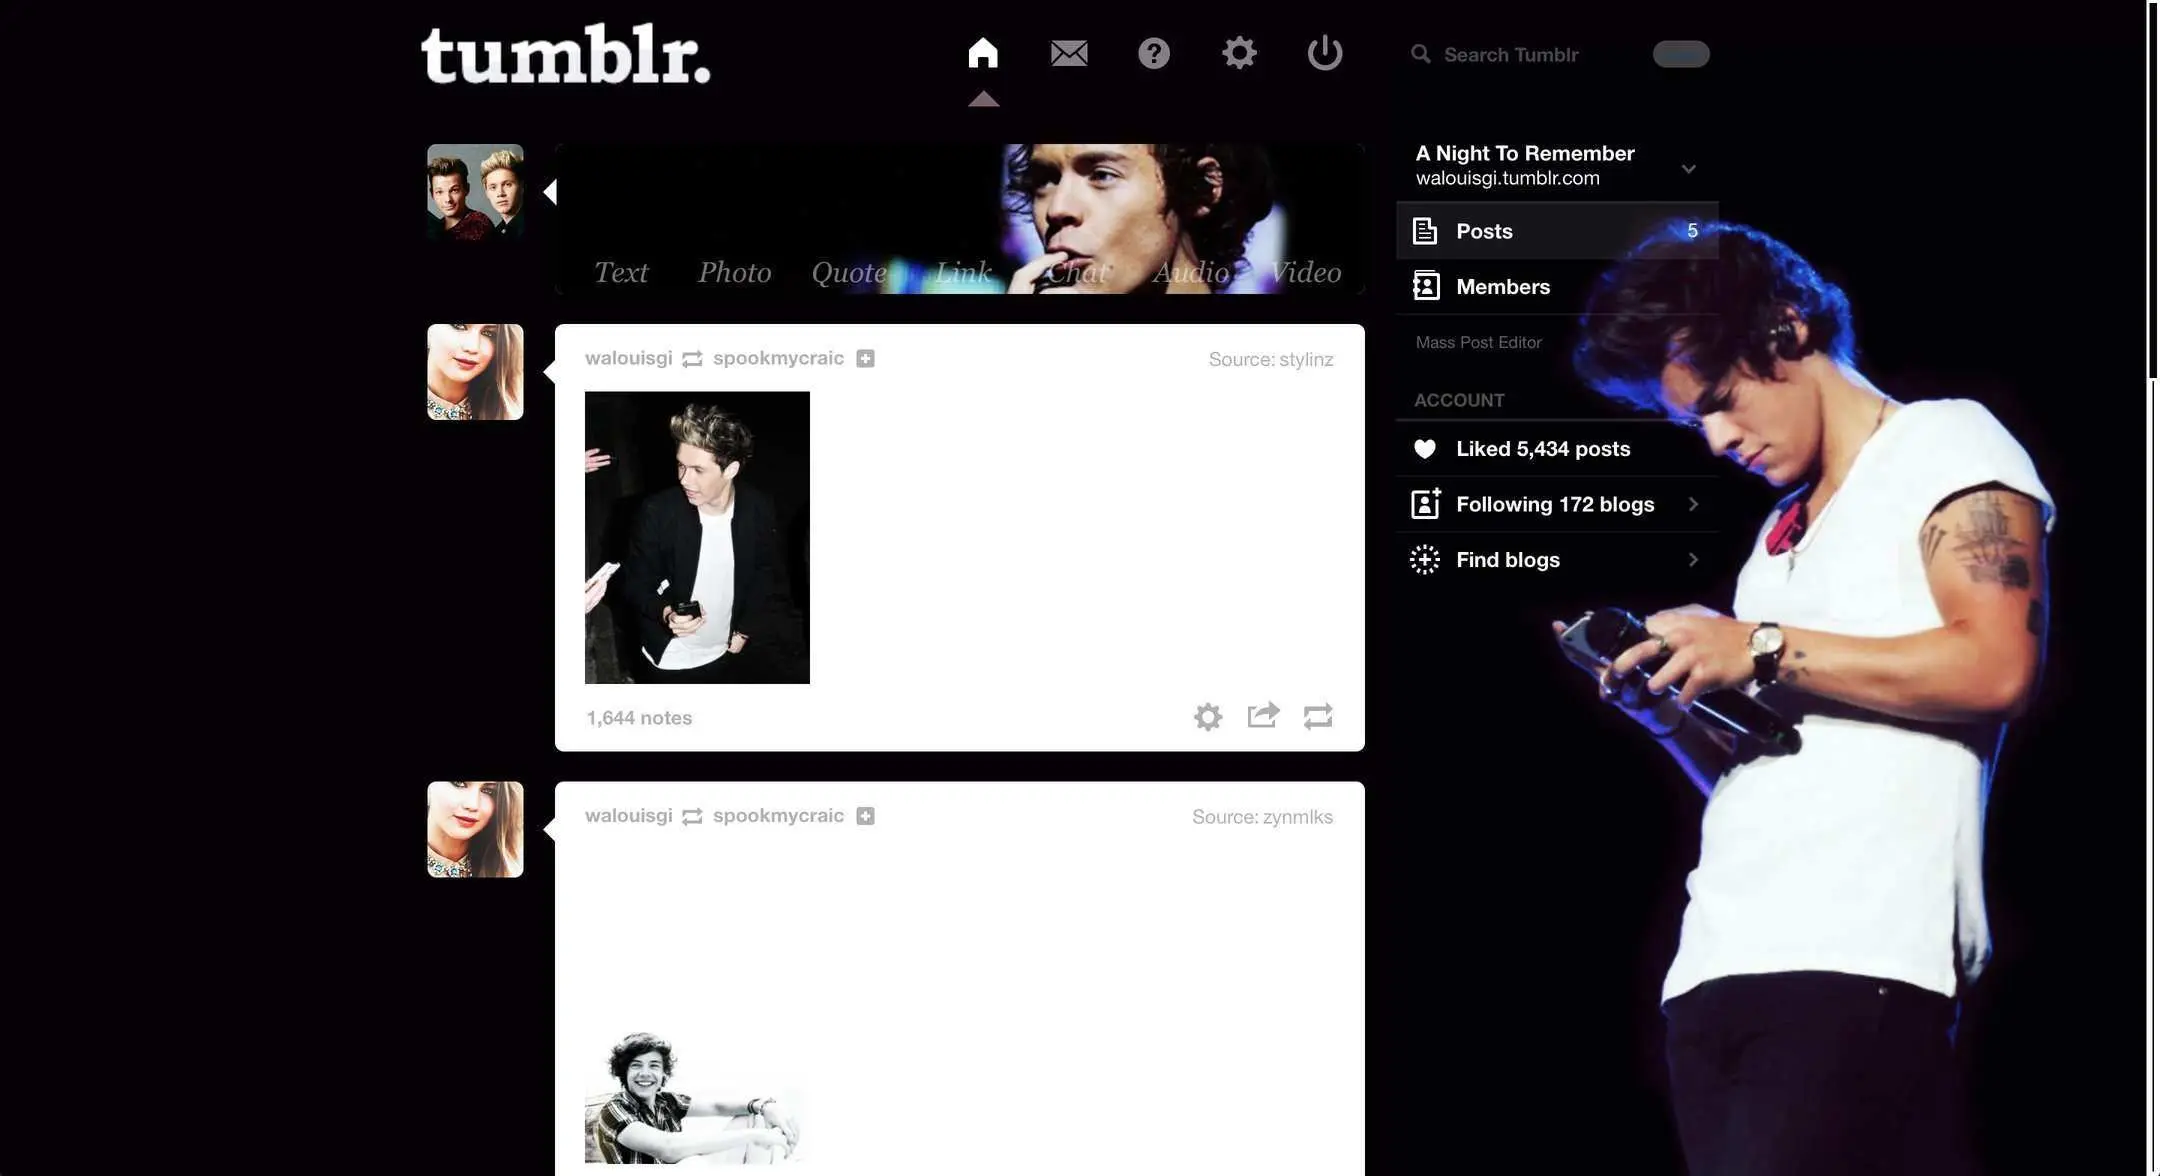 tumblr.
Search Tumblr
A Night To Remember
walouisgi.tumblr.com
Text Photo Quote Link Chat Audio Video
Posts 5
Members
Mass Post Editor
ACCOUNT
Liked 5,434 posts
Following 172 blogs
Find blogs
walouisgi spookmycraic Source: stylinz
1,644 notes
walouisgi spookmycraic Source: zynmlks